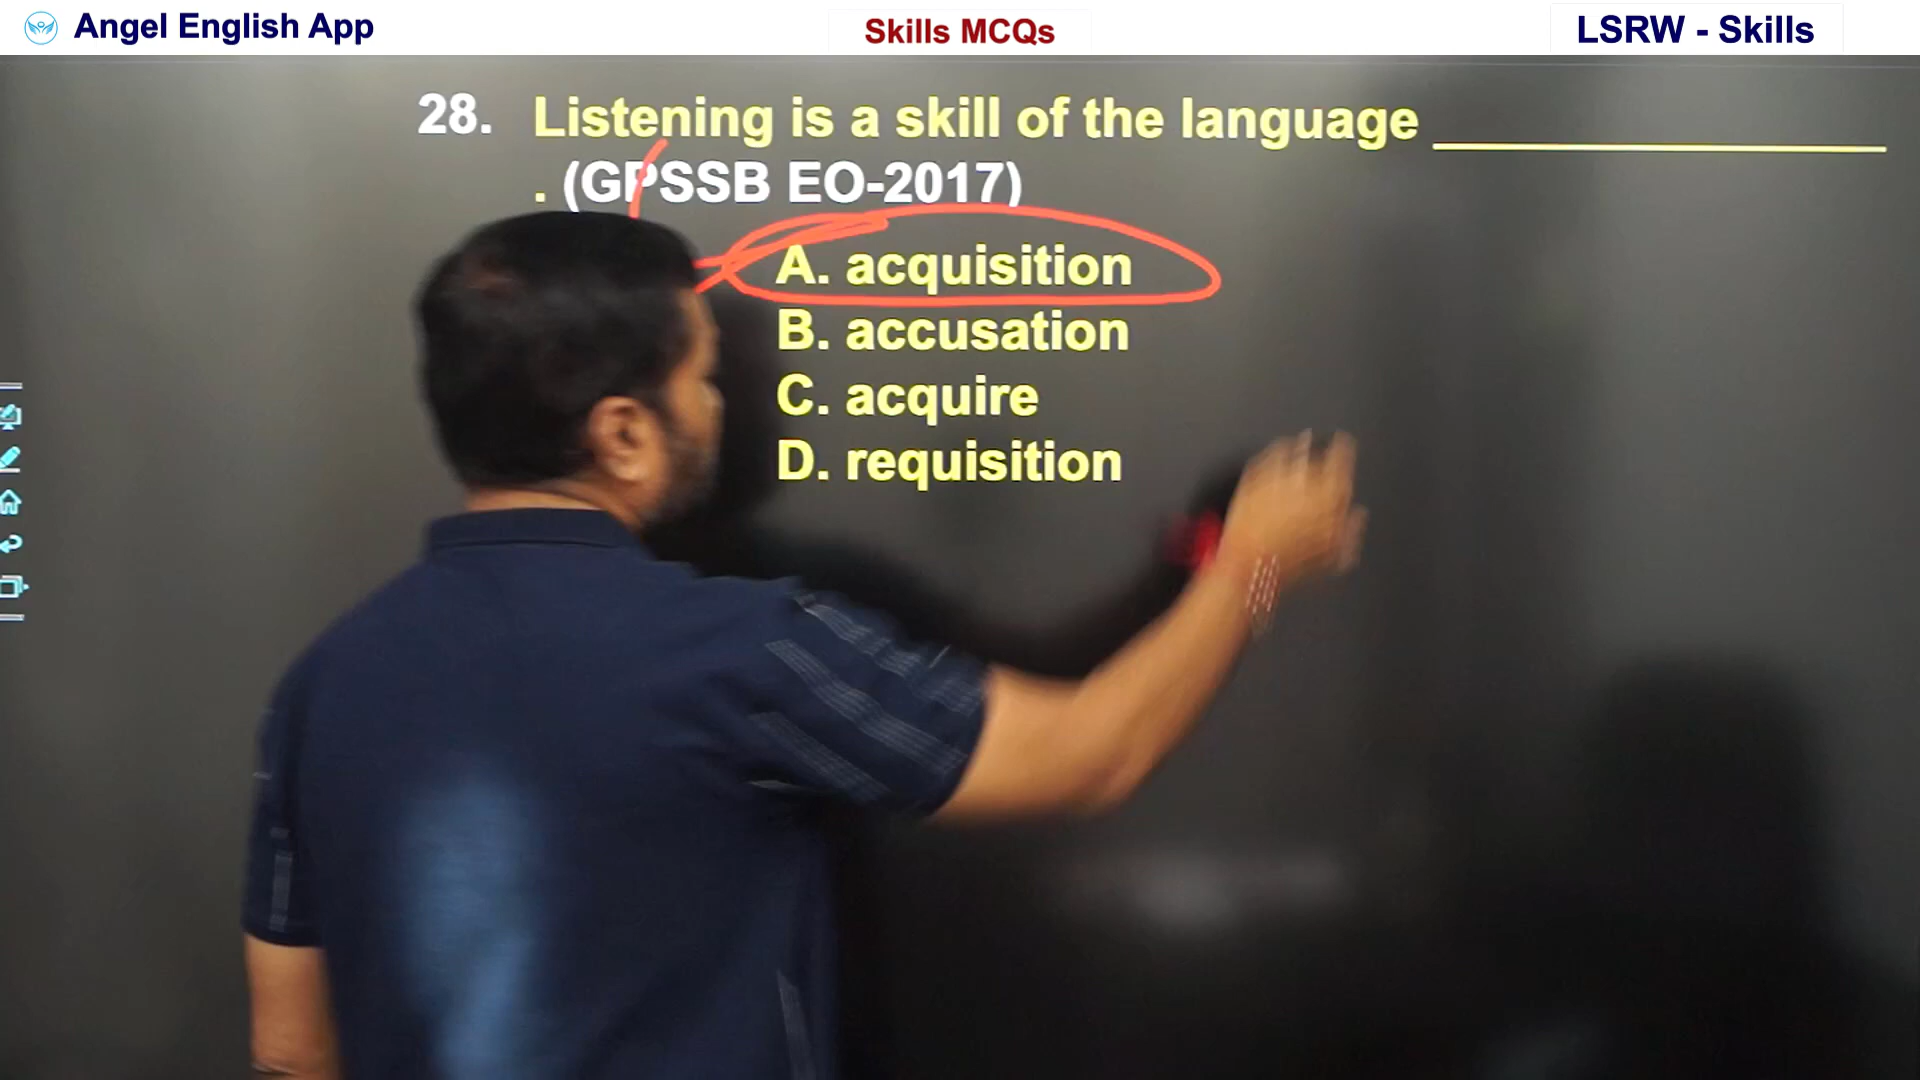 Angel English App
Skills MCQs
LSRW - Skills
28. Listening is a skill of the language ____________
. (GPSSB EO-2017)
A. acquisition
B. accusation
C. acquire
D. requisition